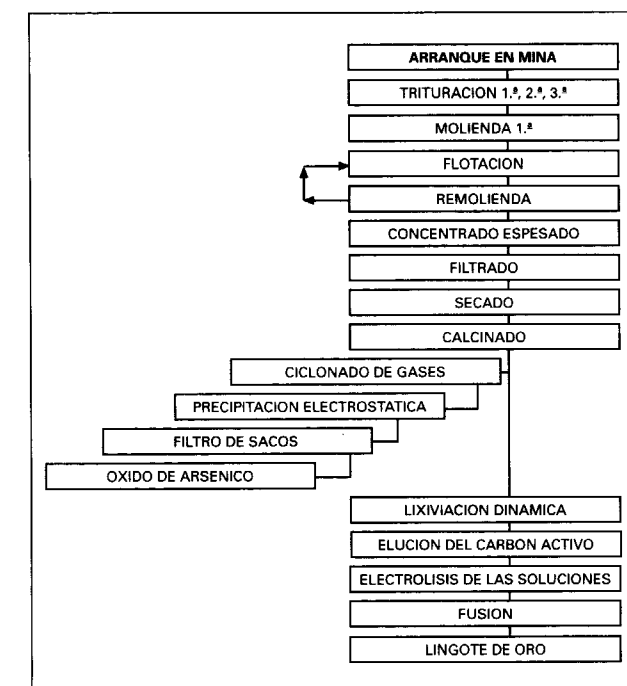 ARRANQUE EN MINA
TRITURACION 1.ª, 2.ª, 3.ª
MOLIENDA 1.ª
FLOTACION
REMOLIENDA
CONCENTRADO ESPESADO
FILTRADO
SECADO
CALCINADO
CICLONADO DE GASES
PRECIPITACION ELECTROSTATICA
FILTRO DE SACOS
OXIDO DE ARSENICO
LIXIVIACION DINAMICA
ELUCION DEL CARBON ACTIVO
ELECTROLISIS DE LAS SOLUCIONES
FUSION
LINGOTE DE ORO